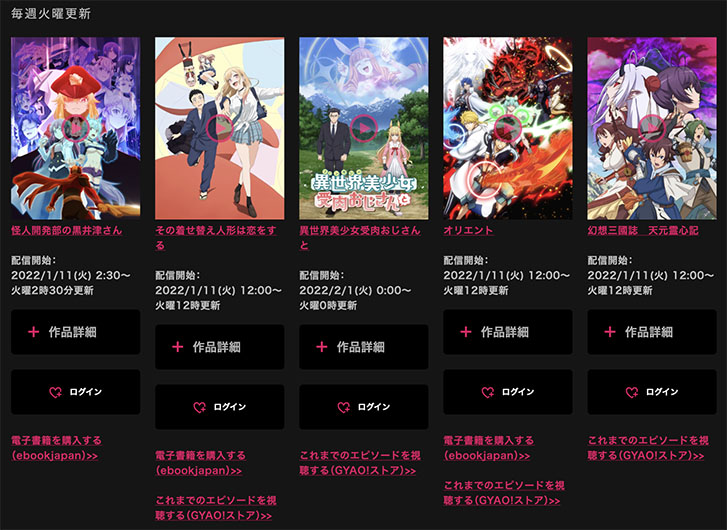 毎週火曜更新
異世界美少女
受肉おじさんと
怪人開発部の黒井津さん
配信開始:
2022/1/11(火) 2:30〜
火曜2時30分更新
作品詳細
ログイン
電子書籍を購入する
(ebookjapan)>>
その着せ替え人形は恋をす
る
配信開始:
2022/1/11(火) 12:00〜
火曜12時更新
作品詳細
ログイン
電子書籍を購入する
(ebookjapan)>>
これまでのエピソードを視
聴する(GYAO!ストア)>>
異世界美少女受肉おじさん
と
配信開始:
2022/2/1(火) 0:00〜
火曜0時更新
作品詳細
ログイン
これまでのエピソードを視
聴する(GYAO!ストア)>>
オリエント
配信開始:
2022/1/11(火) 12:00〜
火曜12時更新
作品詳細
ログイン
電子書籍を購入する
(ebookjapan)>>
これまでのエピソードを視
聴する(GYAO!ストア)>>
幻想三國誌　天元霊心記
配信開始:
2022/1/11(火) 12:00〜
火曜12時更新
作品詳細
ログイン
これまでのエピソードを視
聴する(GYAO!ストア)>>